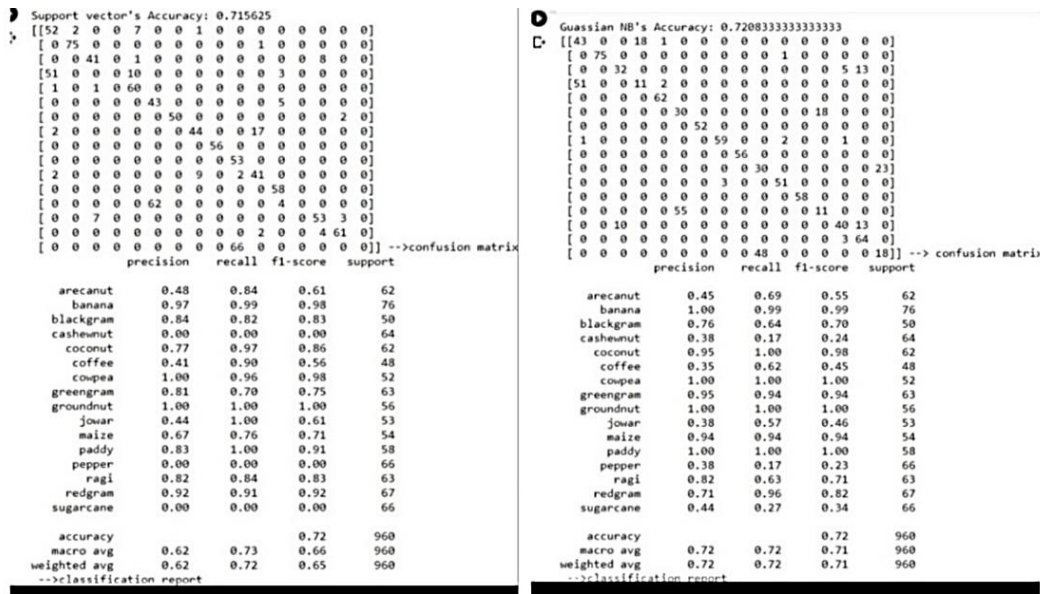 Support vector's Accuracy: 0.715625
[[52 2 0 0 7 0 0 1 0 0 0 0 0 0 0 0]
[ 0 75 0 0 0 0 0 0 0 0 1 0 0 0 0 0]
[ 0 0 41 0 1 0 0 0 0 0 0 0 0 8 0 0]
[51 0 0 0 10 0 0 0 0 0 0 3 0 0 0 0]
[ 1 0 1 0 60 0 0 0 0 0 0 0 0 0 0 0]
[ 0 0 0 0 0 43 0 0 0 0 0 5 0 0 0 0]
[ 0 0 0 0 0 0 50 0 0 0 0 0 0 0 2 0]
[ 2 0 0 0 0 0 0 44 0 0 17 0 0 0 0 0]
[ 0 0 0 0 0 0 0 0 56 0 0 0 0 0 0 0]
[ 0 0 0 0 0 0 0 0 0 53 0 0 0 0 0 0]
[ 2 0 0 0 0 0 0 9 0 2 41 0 0 0 0 0]
[ 0 0 0 0 0 0 0 0 0 0 0 58 0 0 0 0]
[ 0 0 0 0 0 62 0 0 0 0 0 4 0 0 0 0]
[ 0 0 7 0 0 0 0 0 0 0 0 0 0 53 3 0]
[ 0 0 0 0 0 0 0 0 0 0 2 0 0 4 61 0]
[ 0 0 0 0 0 0 0 0 0 66 0 0 0 0 0 0]] -->confusion matrix
precision recall f1-score support
arecanut 0.48 0.84 0.61 62
banana 0.97 0.99 0.98 76
blackgram 0.84 0.82 0.83 50
cashewnut 0.00 0.00 0.00 64
coconut 0.77 0.97 0.86 62
coffee 0.41 0.90 0.56 48
cowpea 1.00 0.96 0.98 52
greengram 0.81 0.70 0.75 63
groundnut 1.00 1.00 1.00 56
jowar 0.44 1.00 0.61 53
maize 0.67 0.76 0.71 54
paddy 0.83 1.00 0.91 58
pepper 0.00 0.00 0.00 66
ragi 0.82 0.84 0.83 63
redgram 0.92 0.91 0.92 67
sugarcane 0.00 0.00 0.00 66
accuracy 0.72 960
macro avg 0.62 0.73 0.66 960
weighted avg 0.62 0.72 0.65 960
-->classification report
Guassian NB's Accuracy: 0.7208333333333333
[[43 0 0 18 1 0 0 0 0 0 0 0 0 0 0 0]
[ 0 75 0 0 0 0 0 0 0 0 1 0 0 0 0 0]
[ 0 0 32 0 0 0 0 0 0 0 0 0 0 5 13 0]
[51 0 0 11 2 0 0 0 0 0 0 0 0 0 0 0]
[ 0 0 0 0 62 0 0 0 0 0 0 0 0 0 0 0]
[ 0 0 0 0 0 30 0 0 0 0 0 0 18 0 0 0]
[ 0 0 0 0 0 0 52 0 0 0 0 0 0 0 0 0]
[ 1 0 0 0 0 0 0 59 0 0 2 0 0 1 0 0]
[ 0 0 0 0 0 0 0 0 56 0 0 0 0 0 0 0]
[ 0 0 0 0 0 0 0 0 0 30 0 0 0 0 0 23]
[ 0 0 0 0 0 0 0 3 0 0 51 0 0 0 0 0]
[ 0 0 0 0 0 0 0 0 0 0 0 58 0 0 0 0]
[ 0 0 0 0 0 55 0 0 0 0 0 0 11 0 0 0]
[ 0 0 10 0 0 0 0 0 0 0 0 0 0 40 13 0]
[ 0 0 0 0 0 0 0 0 0 0 0 0 0 3 64 0]
[ 0 0 0 0 0 0 0 0 0 48 0 0 0 0 0 18]] --> confusion matrix
precision recall f1-score support
arecanut 0.45 0.69 0.55 62
banana 1.00 0.99 0.99 76
blackgram 0.76 0.64 0.70 50
cashewnut 0.38 0.17 0.24 64
coconut 0.95 1.00 0.98 62
coffee 0.35 0.62 0.45 48
cowpea 1.00 1.00 1.00 52
greengram 0.95 0.94 0.94 63
groundnut 1.00 1.00 1.00 56
jowar 0.38 0.57 0.46 53
maize 0.94 0.94 0.94 54
paddy 1.00 1.00 1.00 58
pepper 0.38 0.17 0.23 66
ragi 0.82 0.63 0.71 63
redgram 0.71 0.96 0.82 67
sugarcane 0.44 0.27 0.34 66
accuracy 0.72 960
macro avg 0.72 0.72 0.71 960
weighted avg 0.72 0.72 0.71 960
-->classification report